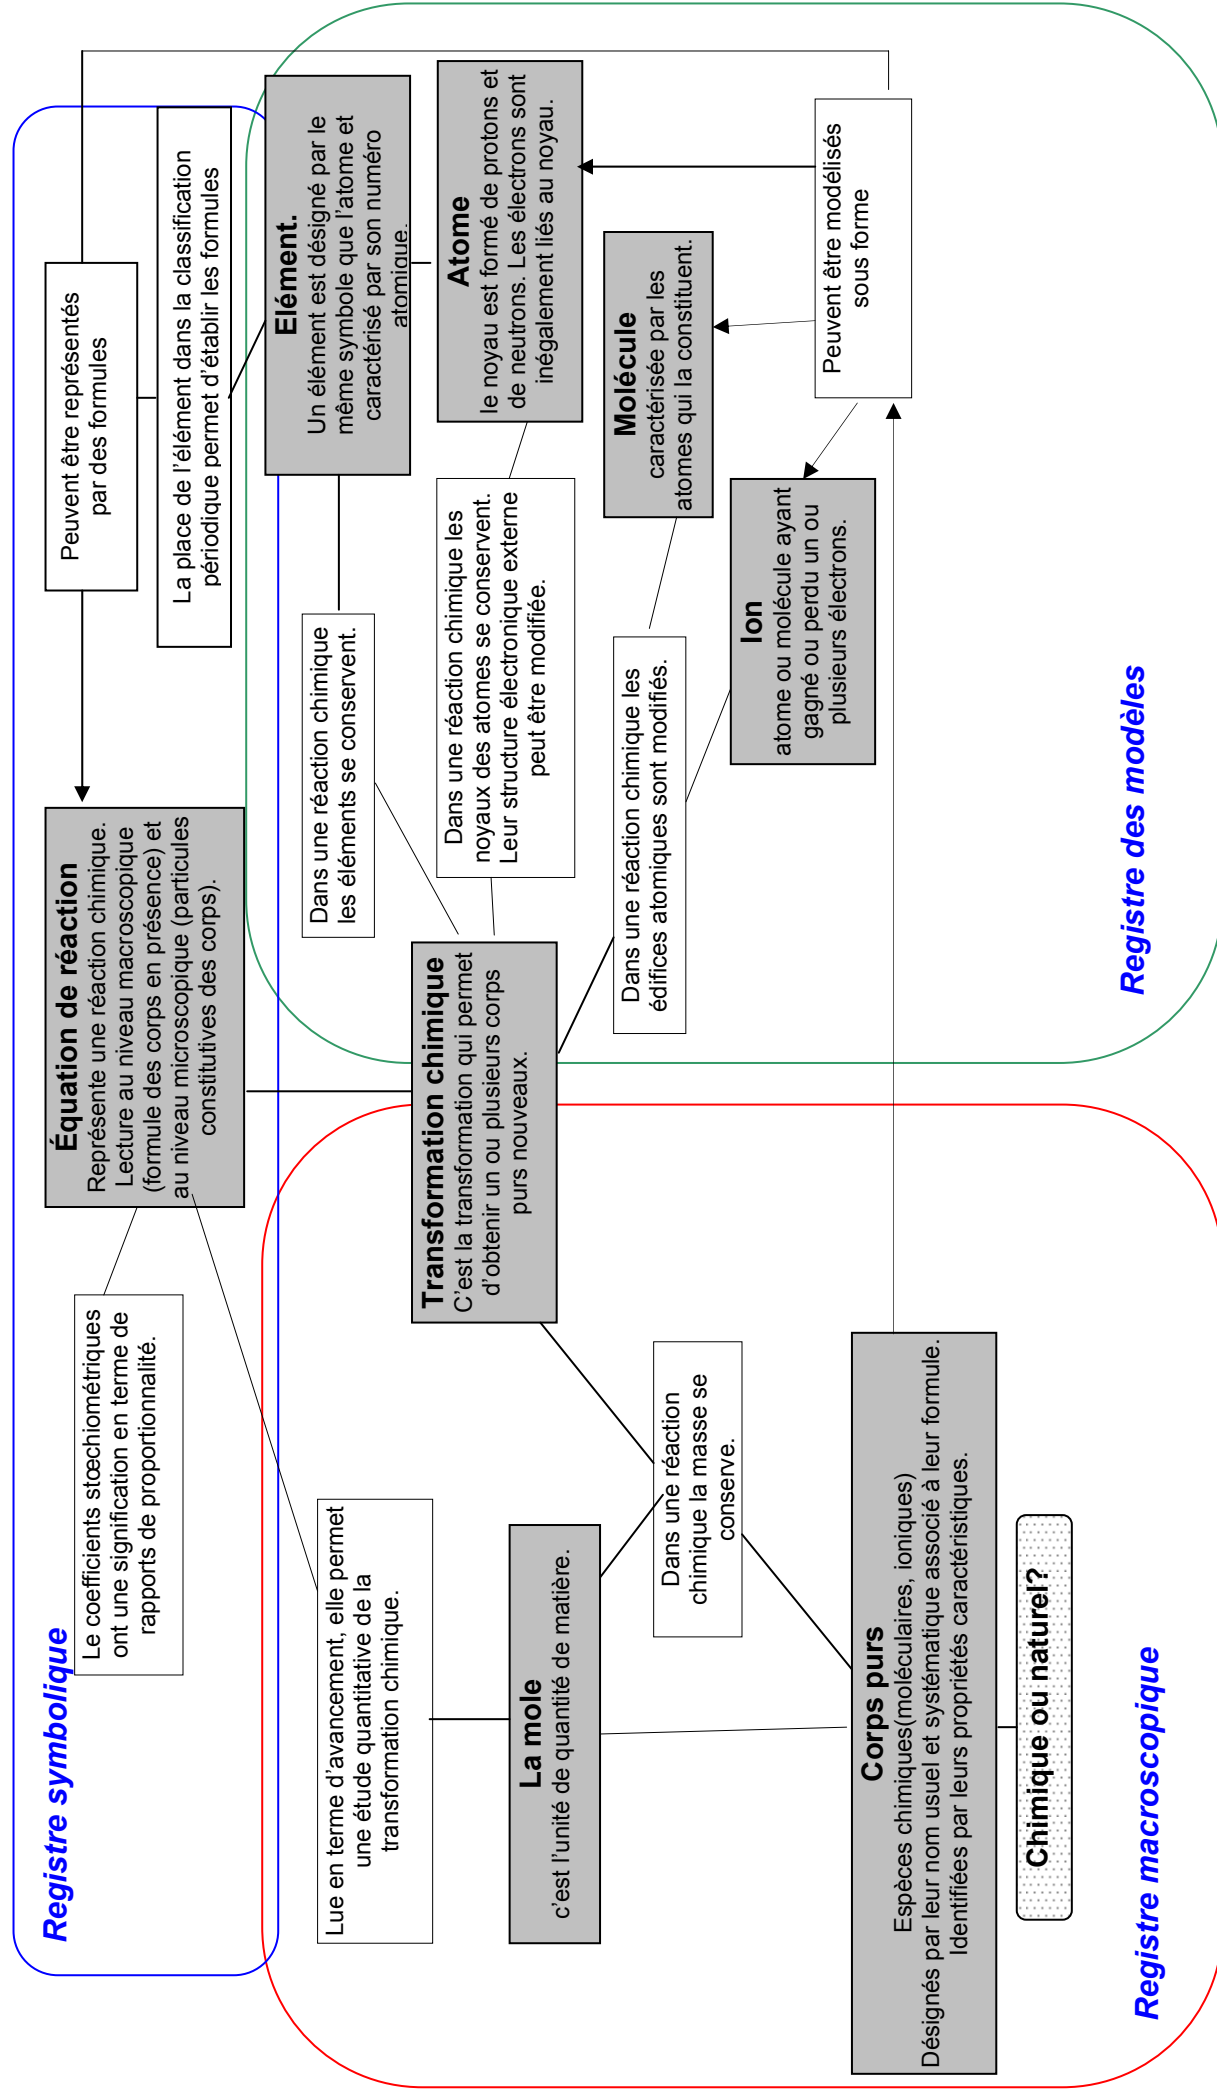 Registre symbolique
Le coefficients stœchiométriques
ont une signification en terme de
rapports de proportionnalité.
Équation de réaction
Représente une réaction chimique.
Lecture au niveau macroscopique
(formule des corps en présence) et
au niveau microscopique (particules
constitutives des corps).
Peuvent être représentés
par des formules
La place de l'élément dans la classification
périodique permet d'établir les formules
Lue en terme d'avancement, elle permet
une étude quantitative de la
transformation chimique.
Dans une réaction chimique
les éléments se conservent.
Elément.
Un élément est désigné par le
même symbole que l'atome et
caractérisé par son numéro
atomique.
La mole
c'est l'unité de quantité de matière.
Transformation chimique
C'est la transformation qui permet
d'obtenir un ou plusieurs corps
purs nouveaux.
Dans une réaction chimique les
noyaux des atomes se conservent.
Leur structure électronique externe
peut être modifiée.
Atome
le noyau est formé de protons et
de neutrons. Les électrons sont
inégalement liés au noyau.
Dans une réaction
chimique la masse se
conserve.
Dans une réaction chimique les
édifices atomiques sont modifiés.
Molécule
caractérisée par les
atomes qui la constituent.
Ion
atome ou molécule ayant
gagné ou perdu un ou
plusieurs électrons.
Peuvent être modélisés
sous forme
Corps purs
Espèces chimiques(moléculaires, ioniques)
Désignés par leur nom usuel et systématique associé à leur formule.
Identifiées par leurs propriétés caractéristiques.
Chimique ou naturel?
Registre macroscopique
Registre des modèles